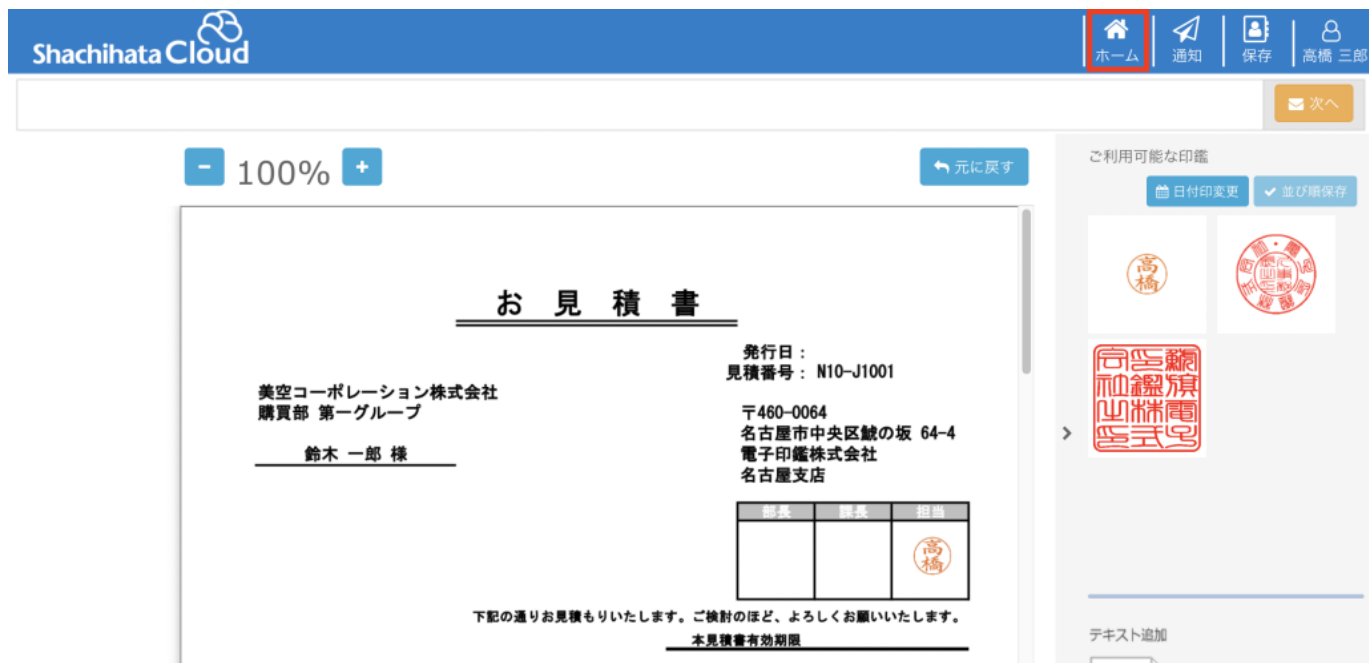 Shachihata Cloud
ホーム
通知
保存
高橋 三郎
次へ
100%
元に戻す
ご利用可能な印鑑
日付印変更
並び順保存
高橋
お 見 積 書
発行日:
見積番号: N10-J1001
美空コーポレーション株式会社
購買部 第一グループ
鈴木 一郎 様
〒460-0064
名古屋市中央区鯱の坂 64-4
電子印鑑株式会社
名古屋支店
部長 課長 担当
高橋
下記の通りお見積もりいたします。ご検討のほど、よろしくお願いいたします。
本見積書有効期限
テキスト追加